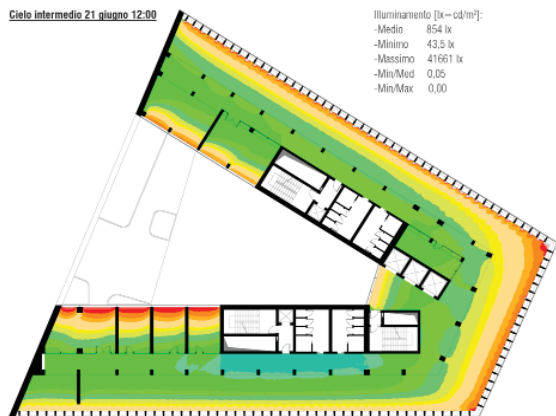 Cielo intermedio 21 giugno 12:00
Illuminamento [lx—cd/m²]:
-Medio 854 lx
-Minimo 43,5 lx
-Massimo 41661 lx
-Min/Med 0,05
-Min/Max 0,00